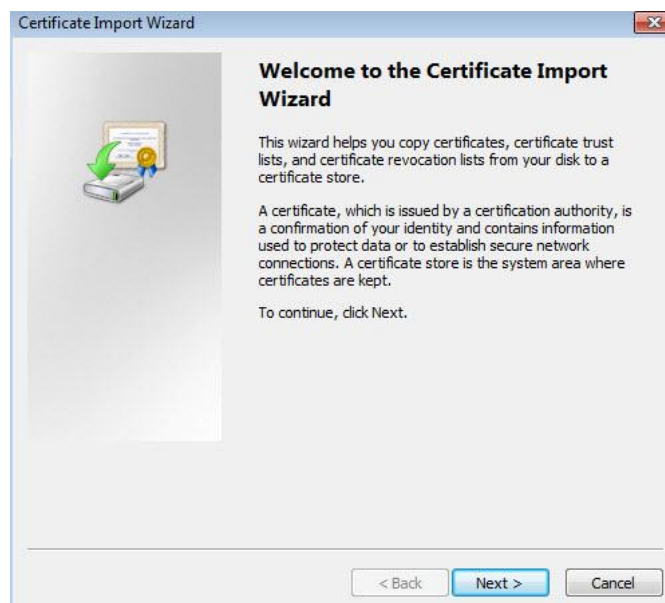 Certificate Import Wizard
Welcome to the Certificate Import
Wizard
This wizard helps you copy certificates, certificate trust
lists, and certificate revocation lists from your disk to a
certificate store.
A certificate, which is issued by a certification authority, is
a confirmation of your identity and contains information
used to protect data or to establish secure network
connections. A certificate store is the system area where
certificates are kept.
To continue, click Next.
< Back Next > Cancel